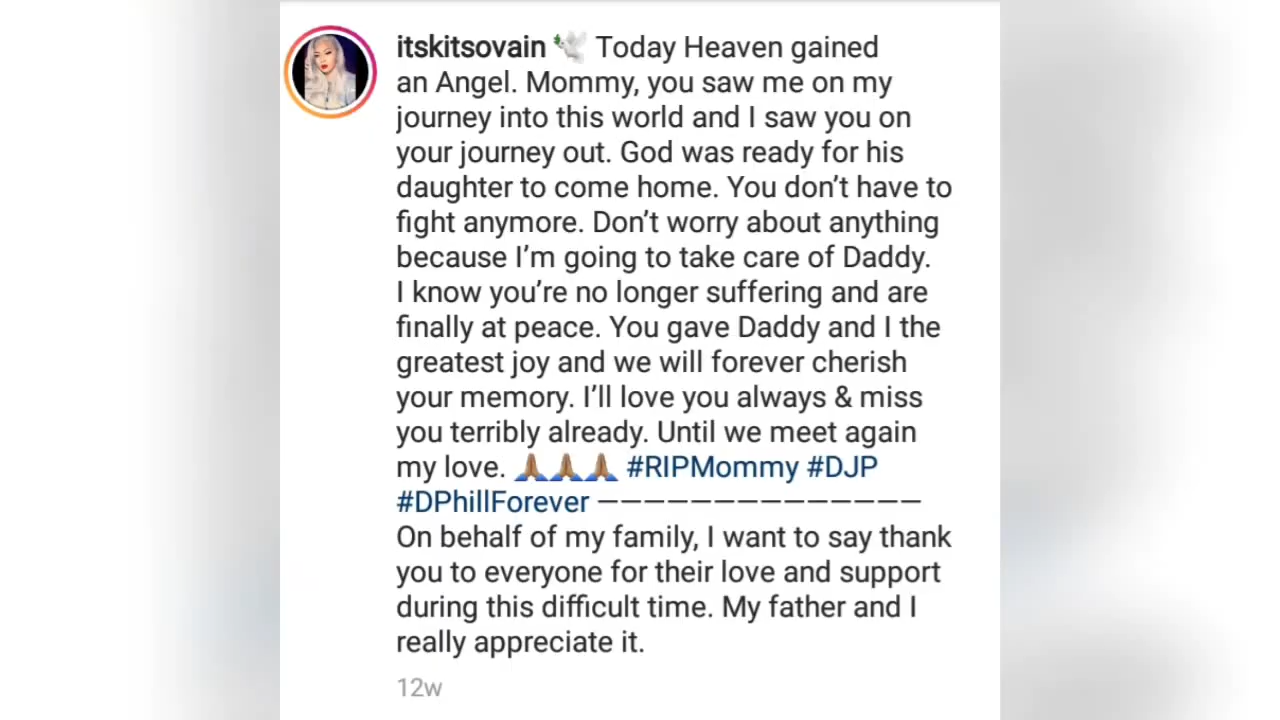 itskitsovain 🕊 Today Heaven gained
an Angel. Mommy, you saw me on my
journey into this world and I saw you on
your journey out. God was ready for his
daughter to come home. You don’t have to
fight anymore. Don’t worry about anything
because I’m going to take care of Daddy.
I know you’re no longer suffering and are
finally at peace. You gave Daddy and I the
greatest joy and we will forever cherish
your memory. I’ll love you always & miss
you terribly already. Until we meet again
my love. 🙏🏽🙏🏽🙏🏽 #RIPMommy #DJP
#DPhillForever ——————————————
On behalf of my family, I want to say thank
you to everyone for their love and support
during this difficult time. My father and I
really appreciate it.
12w